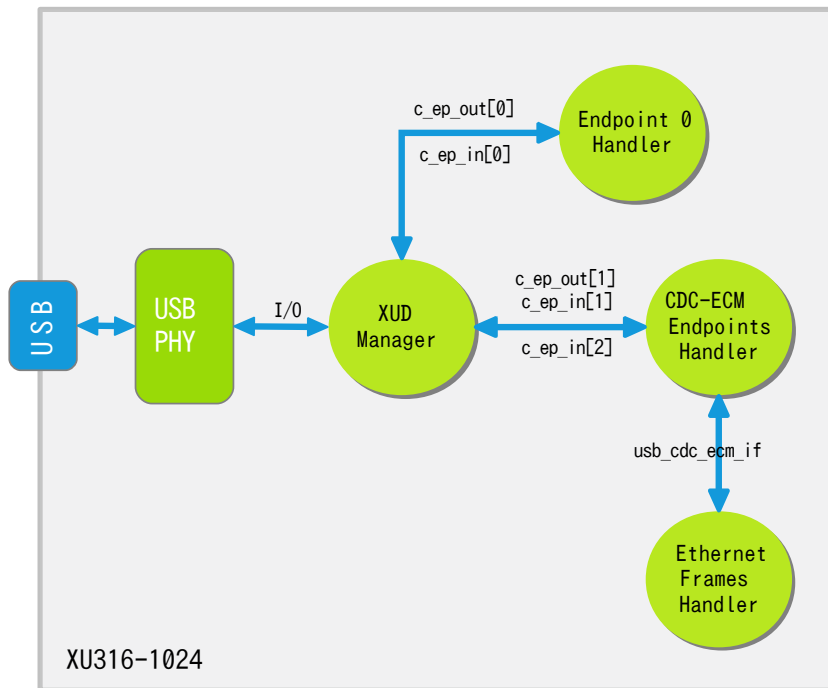 c_ep_out[0]
c_ep_in[0]
Endpoint 0
Handler
USB
USB
PHY
I/O
XUD
Manager
c_ep_out[1]
c_ep_in[1]
c_ep_in[2]
CDC-ECM
Endpoints
Handler
usb_cdc_ecm_if
Ethernet
Frames
Handler
XU316-1024